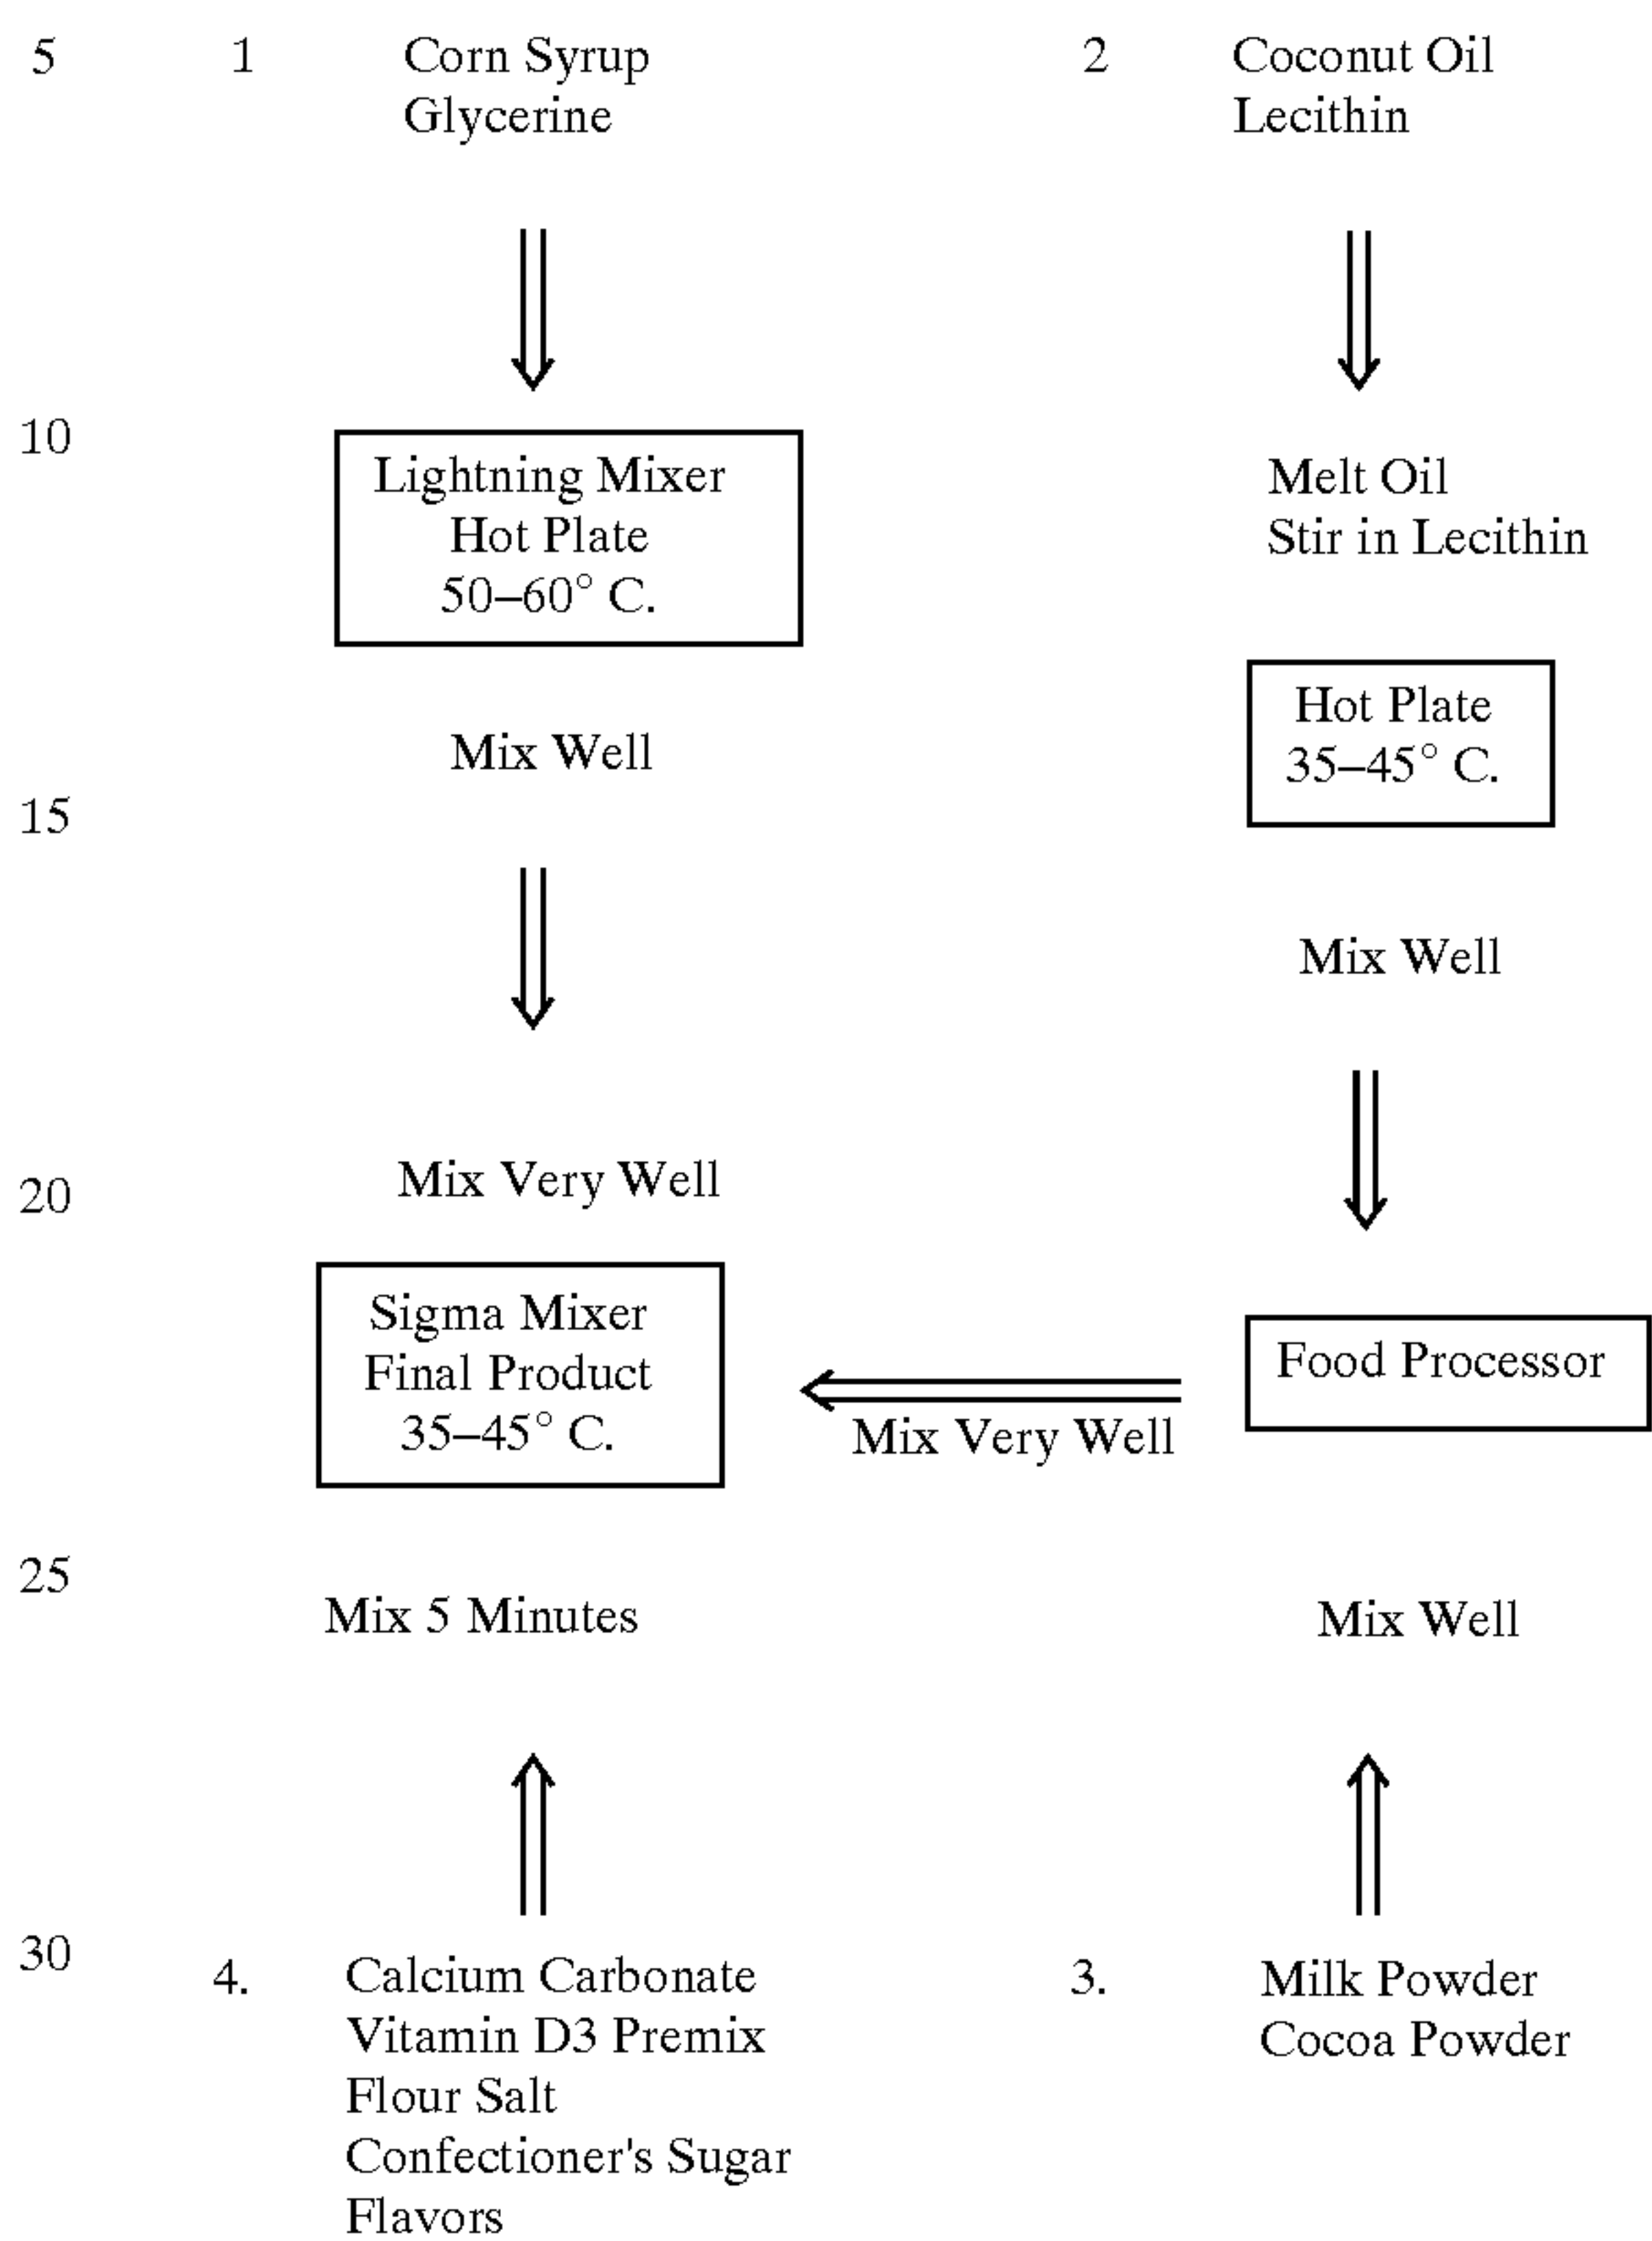 5 1 Corn Syrup 2 Coconut Oil
Glycerine Lecithin
10
Lightning Mixer Melt Oil
Hot Plate Stir in Lecithin
50–60° C.
Hot Plate
Mix Well 35–45° C.
15
Mix Well
Mix Very Well
20
Sigma Mixer Food Processor
Final Product
35–45° C. Mix Very Well
25
Mix 5 Minutes Mix Well
30
4. Calcium Carbonate 3. Milk Powder
Vitamin D3 Premix Cocoa Powder
Flour Salt
Confectioner's Sugar
Flavors